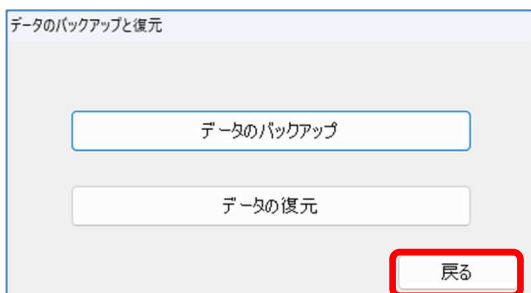 データのバックアップと復元
データのバックアップ
データの復元
戻る